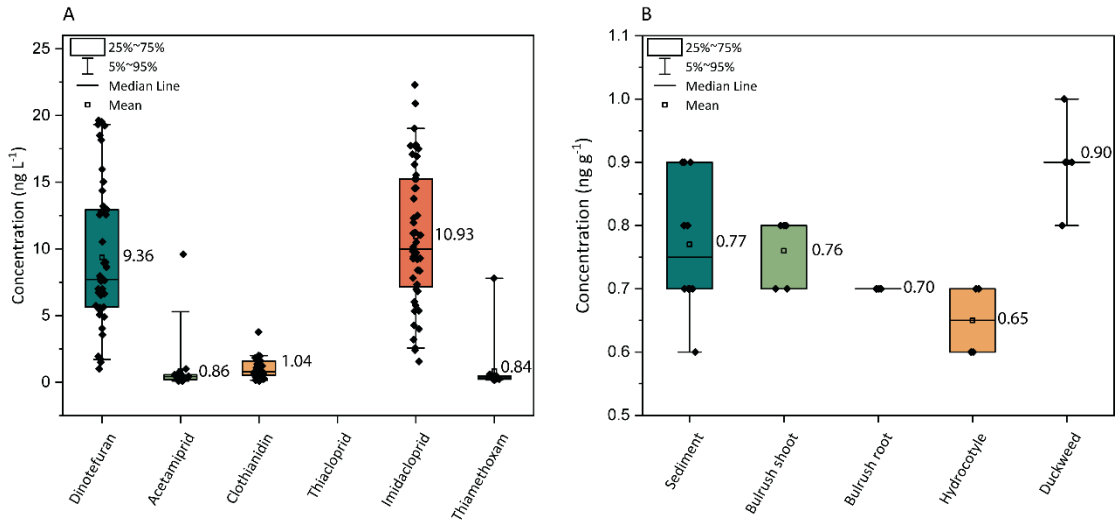 A
25%~75%
5%~95%
Median Line
Mean
Concentration (ng L⁻¹)
25
20
15
10
5
0
9.36
0.86
1.04
10.93
0.84
Dinotefuran
Acetamiprid
Clothianidin
Thiacloprid
Imidacloprid
Thiamethoxam
B
25%~75%
5%~95%
Median Line
Mean
Concentration (ng g⁻¹)
1.1
1.0
0.9
0.8
0.7
0.6
0.5
0.77
0.76
0.70
0.65
0.90
Sediment
Bulrush shoot
Bulrush root
Hydrocotyle
Duckweed